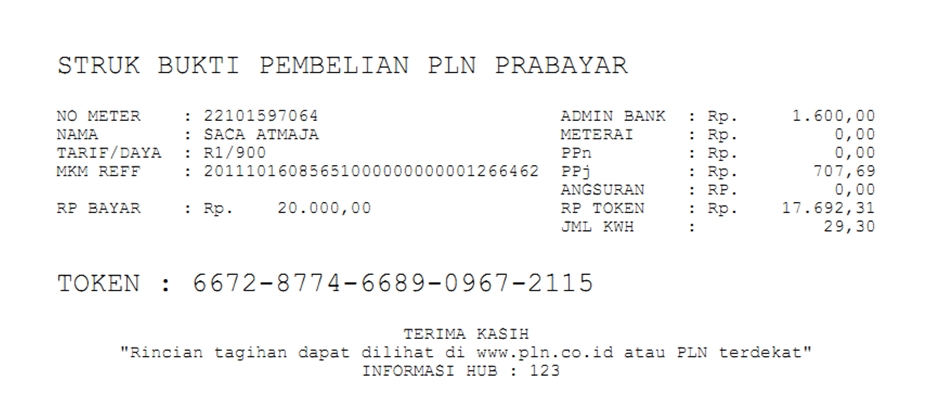 STRUK BUKTI PEMBELIAN PLN PRABAYAR
NO METER : 22101597064 ADMIN BANK : Rp. 1.600,00
NAMA : SACA ATMAJA METERAI : Rp. 0,00
TARIF/DAYA : R1/900 PPn : Rp. 0,00
MKM REFF : 20111016085651000000000001266462 PPj : Rp. 707,69
ANGSURAN : RP. 0,00
RP BAYAR : Rp. 20.000,00 RP TOKEN : Rp. 17.692,31
JML KWH : 29,30
TOKEN : 6672-8774-6689-0967-2115
TERIMA KASIH
"Rincian tagihan dapat dilihat di www.pln.co.id atau PLN terdekat"
INFORMASI HUB : 123